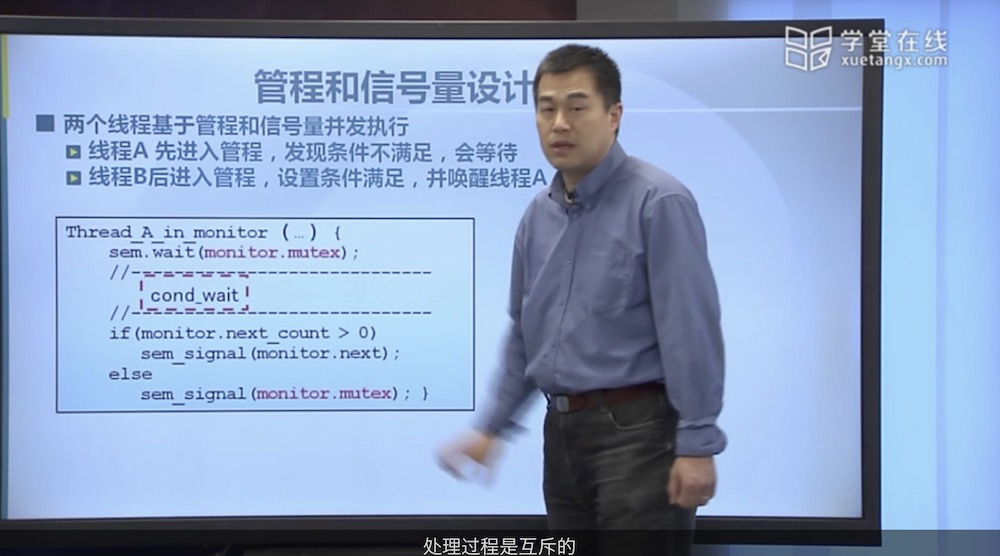 学堂在线
xuetangx.com
管程和信号量设计
两个线程基于管程和信号量并发执行
线程A 先进入管程，发现条件不满足，会等待
线程B后进入管程，设置条件满足，并唤醒线程A
Thread_A_in_monitor (…) {
sem.wait(monitor.mutex);
//-----------------------------
cond_wait
//-----------------------------
if(monitor.next_count > 0)
sem_signal(monitor.next);
else
sem_signal(monitor.mutex); }
处理过程是互斥的